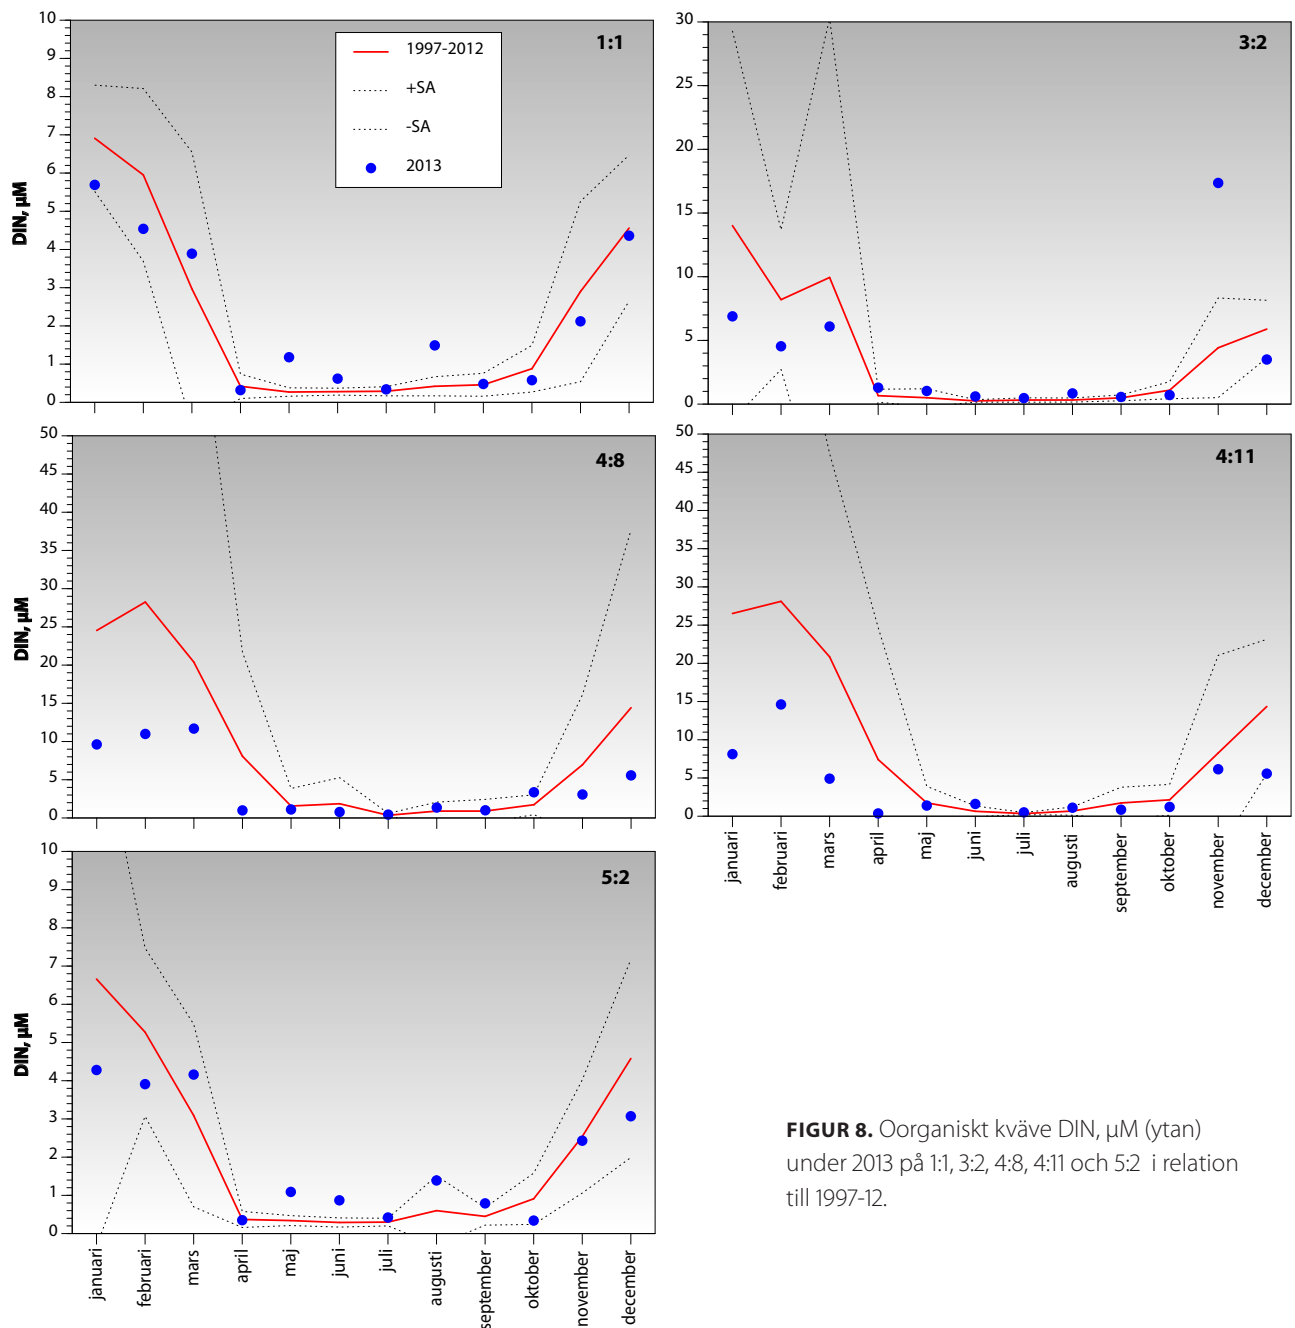 10
9
8
7
6
5
4
3
2
1
0
DIN, µM
1:1
1997-2012
+SA
-SA
2013
30
25
20
15
10
5
0
3:2
50
45
40
35
30
25
20
15
10
5
0
DIN, µM
4:8
50
45
40
35
30
25
20
15
10
5
0
4:11
januari
februari
mars
april
maj
juni
juli
augusti
september
oktober
november
december
10
9
8
7
6
5
4
3
2
1
0
DIN, µM
5:2
januari
februari
mars
april
maj
juni
juli
augusti
september
oktober
november
december
FIGUR 8. Oorganiskt kväve DIN, µM (ytan)
under 2013 på 1:1, 3:2, 4:8, 4:11 och 5:2 i relation
till 1997-12.